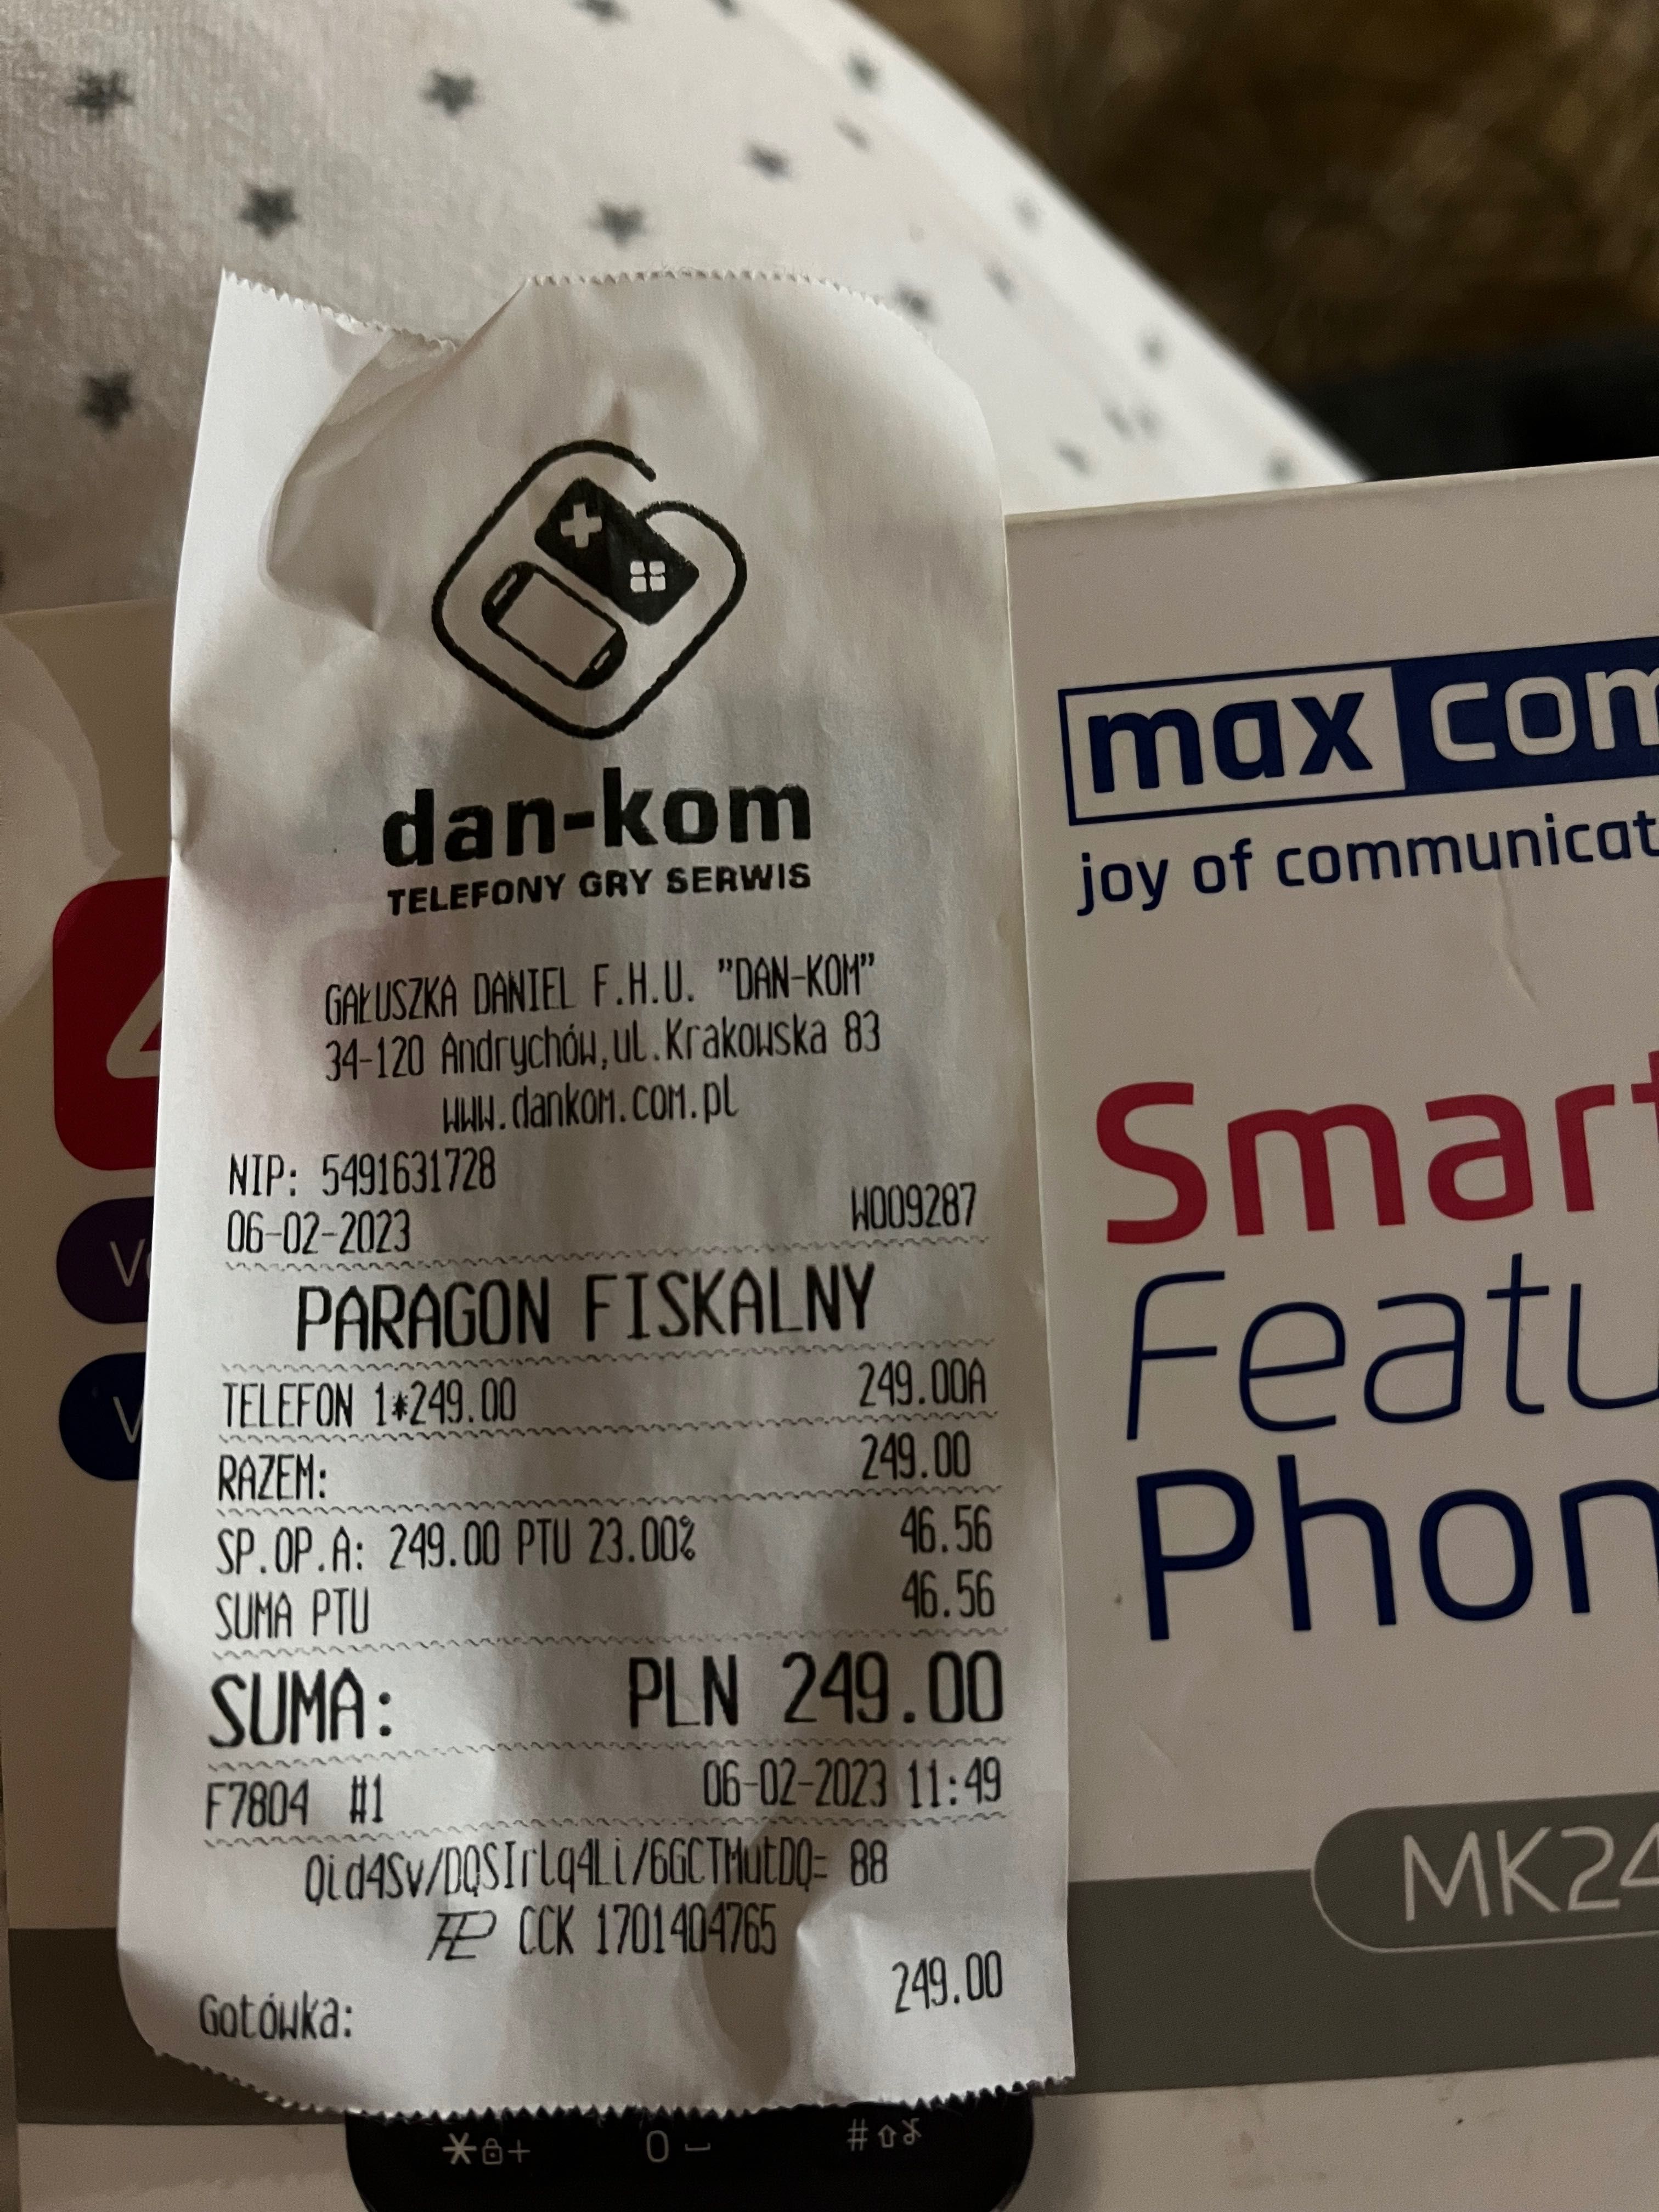 dan-kom
TELEFONY GRY SERWIS
GAŁUSZKA DANIEL F.H.U. "DAN-KOM"
34-120 Andrychów,ul.Krakowska 83
www.dankom.com.pl
NIP: 5491631728
06-02-2023 W009287
PARAGON FISKALNY
TELEFON 1*249.00 249.00A
RAZEM: 249.00
SP.OP.A: 249.00 PTU 23.00% 46.56
SUMA PTU 46.56
SUMA: PLN 249.00
F7804 #1 06-02-2023 11:49
Qid4Sv/DQSIrLq4Li/6GCTMutDQ= 88
CCK 1701404765
Gotówka: 249.00
max com
joy of communicat
Smart
Featu
Phon
MK24
* + 0 #